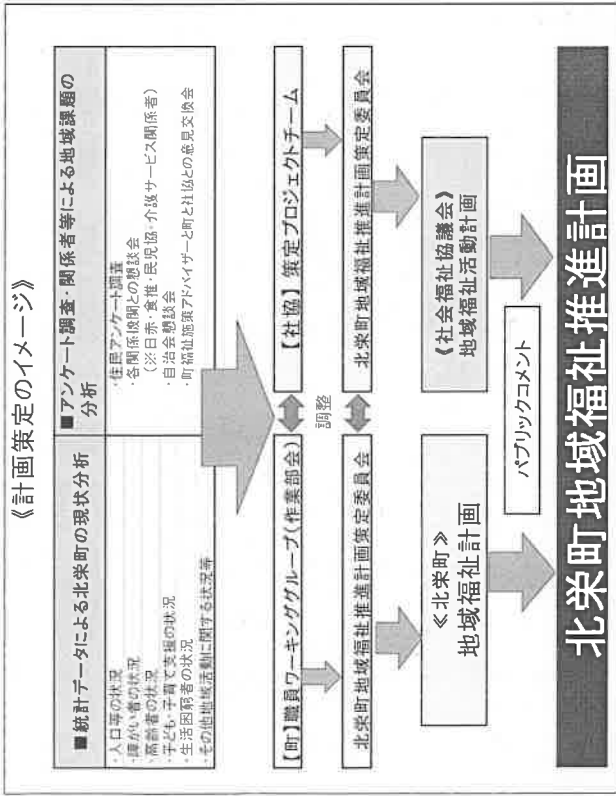 《計画策定のイメージ》
■統計データによる北栄町の現状分析
・人口等の状況
・障がい者の状況
・高齢者の状況
・子ども・子育て支援の状況
・生活困窮者の状況
・その他地域活動に関する状況等
■アンケート調査・関係者等による地域課題の
分析
・住民アンケート調査
・各関係機関との懇談会
(※日赤・食推・民児協・介護サービス関係者)
・自治会懇談会
・町福祉施策アドバイザーと町と社協との意見交換会
【町】職員ワーキンググループ(作業部会)
調整
【社協】策定プロジェクトチーム
北栄町地域福祉推進計画策定委員会
北栄町地域福祉推進計画策定委員会
≪北栄町≫
地域福祉計画
《社会福祉協議会》
地域福祉活動計画
パブリックコメント
北栄町地域福祉推進計画